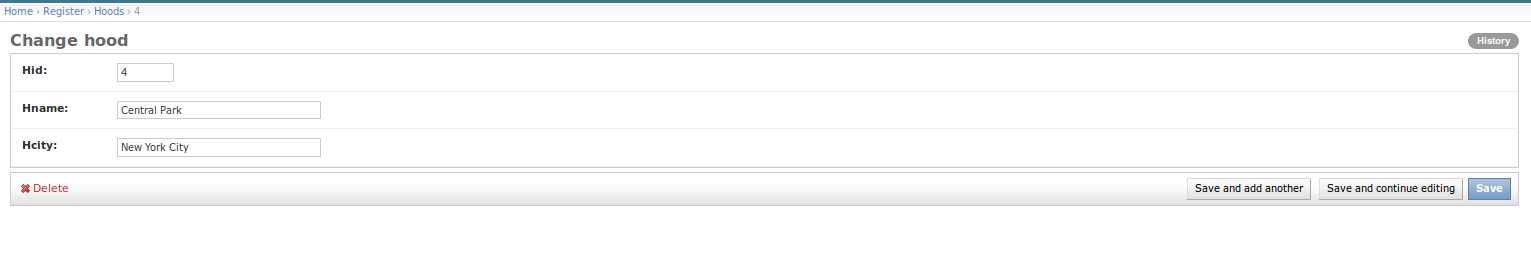 Home › Register › Hoods › 4
Change hood
History
Hid: 4
Hname: Central Park
Hcity: New York City
Delete Save and add another Save and continue editing Save